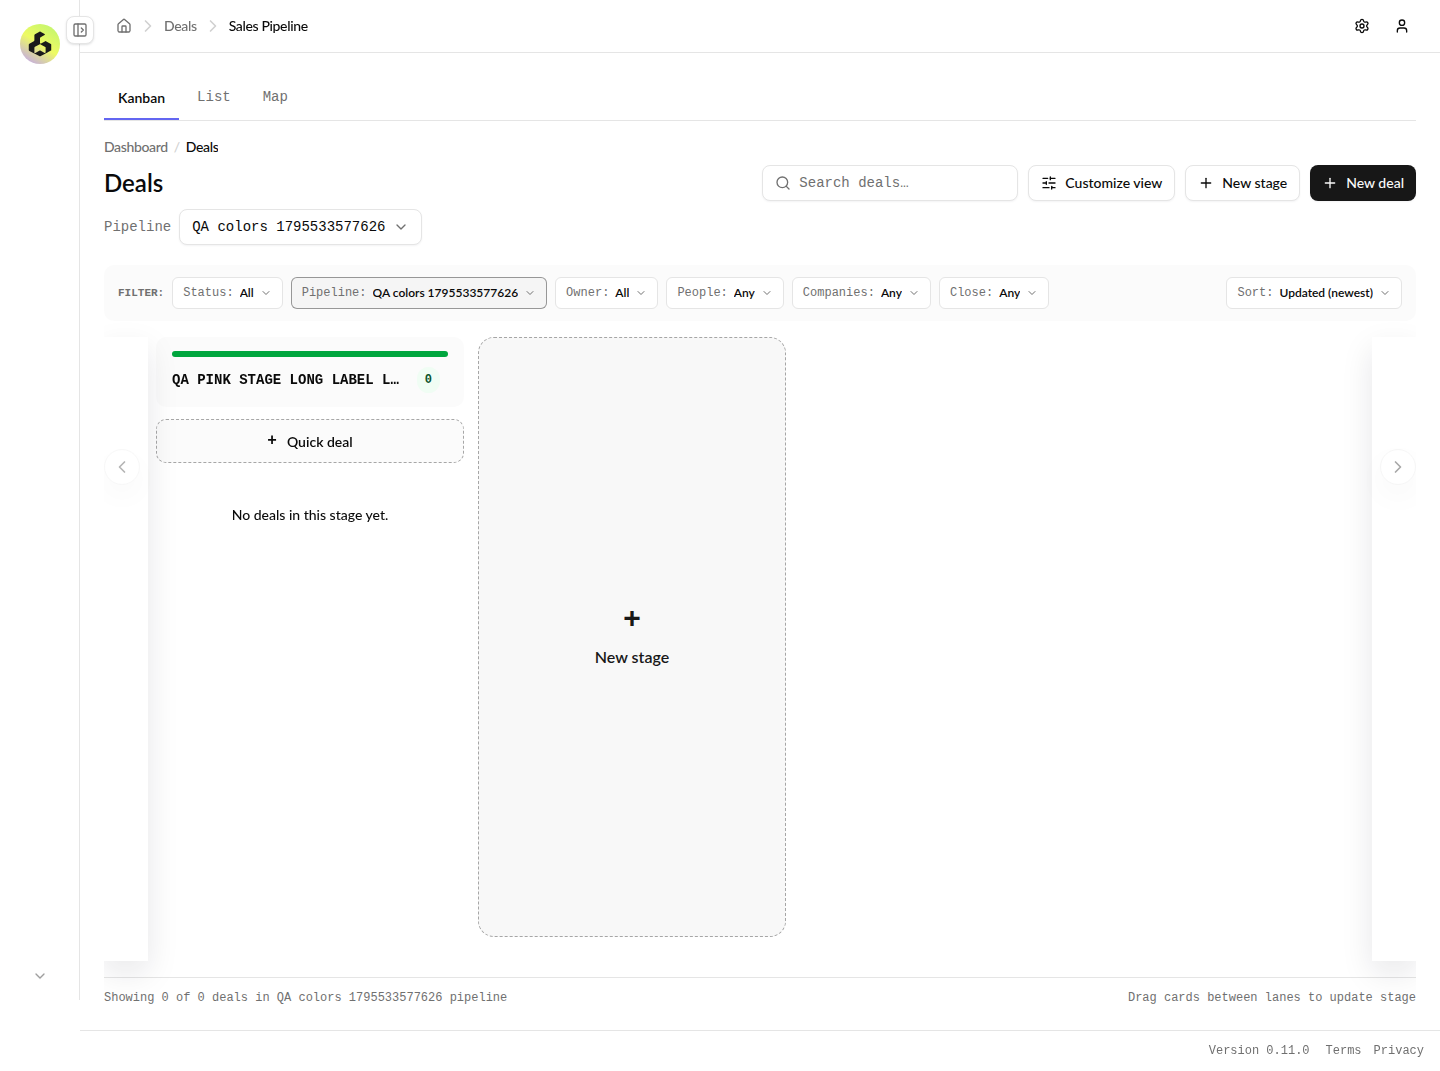 Deals Sales Pipeline
Kanban List Map
Dashboard / Deals
Deals
Search deals…
Customize view
New stage
New deal
Pipeline QA colors 1795533577626
FILTER: Status: All Pipeline: QA colors 1795533577626 Owner: All People: Any Companies: Any Close: Any Sort: Updated (newest)
QA PINK STAGE LONG LABEL L… 0
+ Quick deal
No deals in this stage yet.
+
New stage
Showing 0 of 0 deals in QA colors 1795533577626 pipeline
Drag cards between lanes to update stage
Version 0.11.0 Terms Privacy